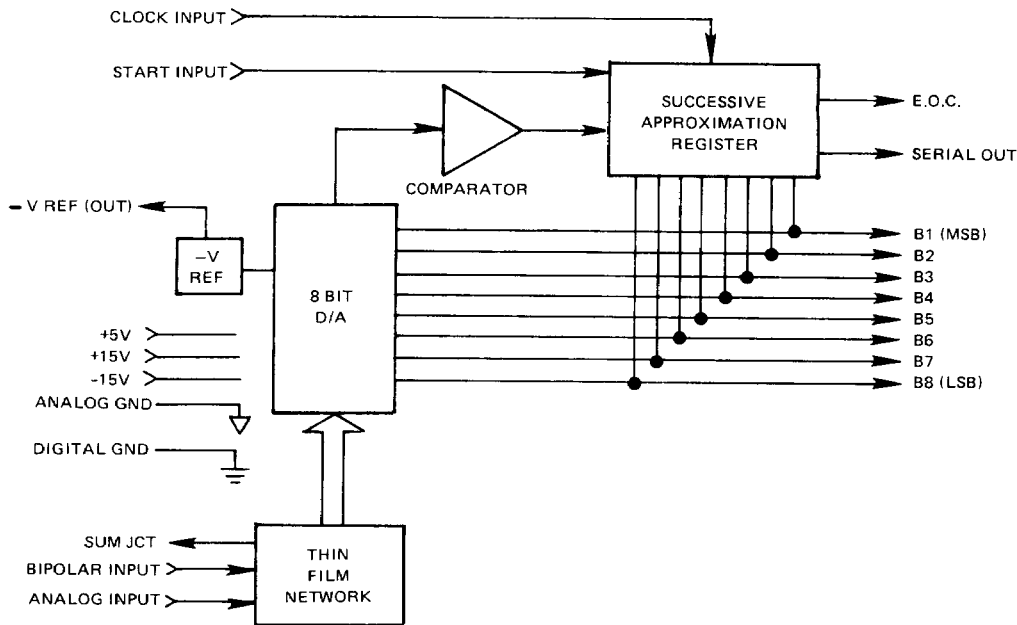 CLOCK INPUT
START INPUT
SUCCESSIVE
APPROXIMATION
REGISTER
E.O.C.
SERIAL OUT
COMPARATOR
– V REF (OUT)
–V
REF
8 BIT
D/A
B1 (MSB)
B2
B3
B4
B5
B6
B7
B8 (LSB)
+5V
+15V
-15V
ANALOG GND
DIGITAL GND
SUM JCT
BIPOLAR INPUT
ANALOG INPUT
THIN
FILM
NETWORK